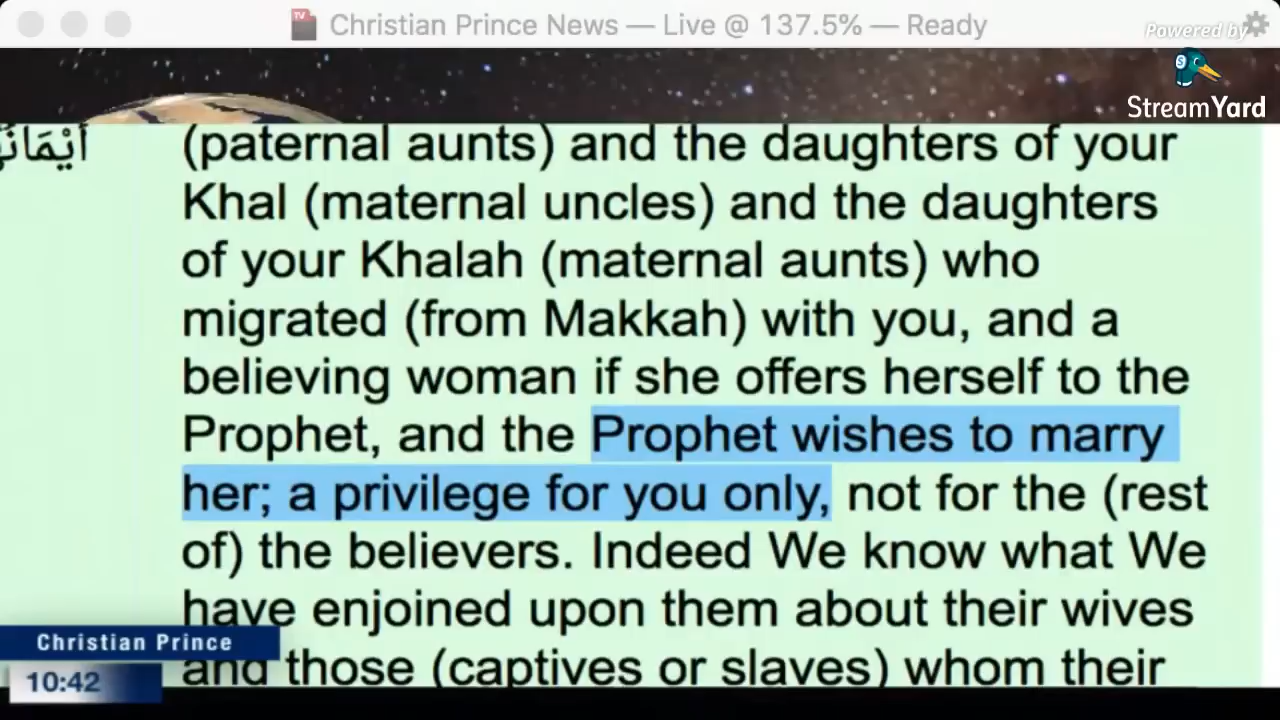 Christian Prince News — Live @ 137.5% — Ready
Powered by
StreamYard
(paternal aunts) and the daughters of your
Khal (maternal uncles) and the daughters
of your Khalah (maternal aunts) who
migrated (from Makkah) with you, and a
believing woman if she offers herself to the
Prophet, and the Prophet wishes to marry
her; a privilege for you only, not for the (rest
of) the believers. Indeed We know what We
have enjoined upon them about their wives
and those (captives or slaves) whom their
Christian Prince
10:42